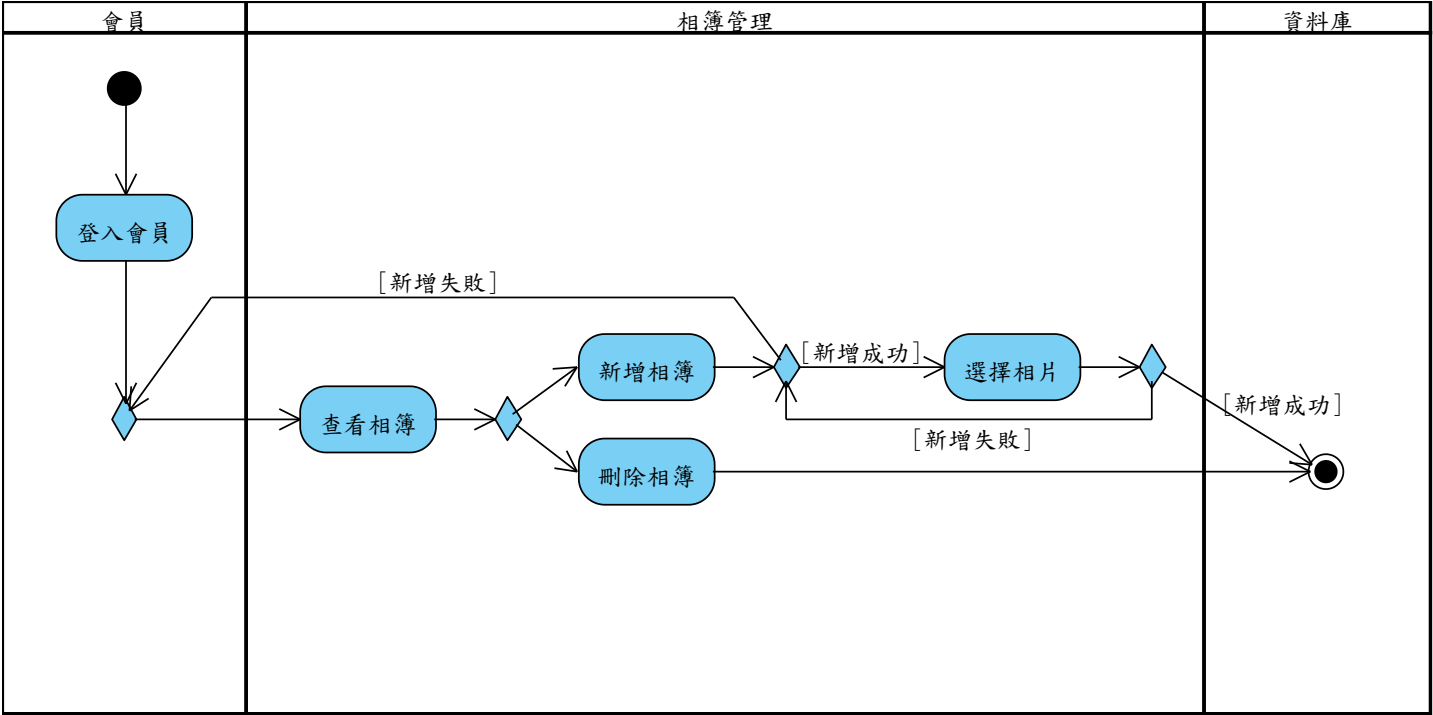 會員
相簿管理
資料庫
登入會員
[新增失敗]
新增相簿
[新增成功]
選擇相片
查看相簿
[新增成功]
[新增失敗]
刪除相簿